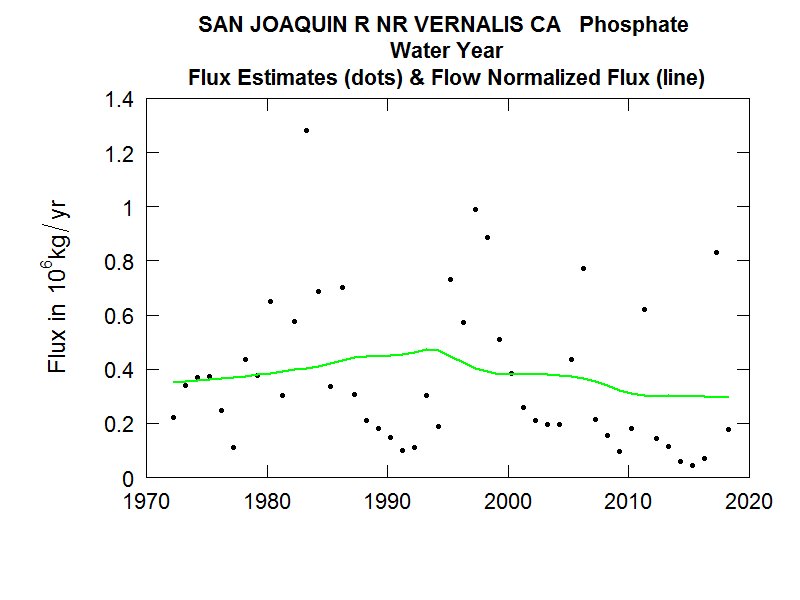 SAN JOAQUIN R NR VERNALIS CA   Phosphate
Water Year
Flux Estimates (dots) & Flow Normalized Flux (line)
Flux in 10⁶kg/yr
1.4
1.2
1
0.8
0.6
0.4
0.2
0
1970 1980 1990 2000 2010 2020